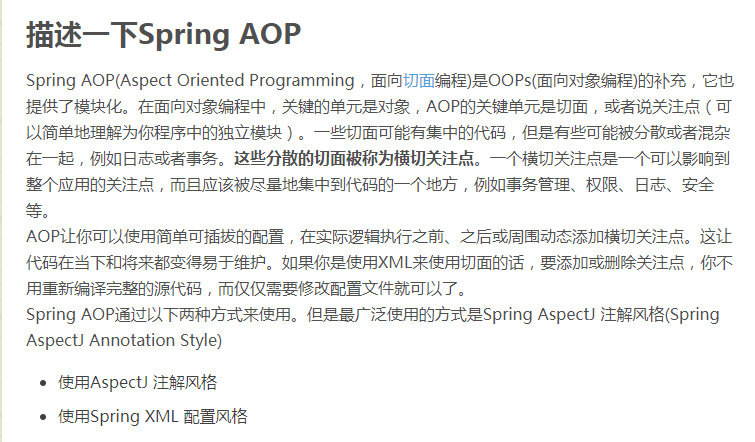 描述一下Spring AOP
Spring AOP(Aspect Oriented Programming，面向切面编程)是OOPs(面向对象编程)的补充，它也
提供了模块化。在面向对象编程中，关键的单元是对象，AOP的关键单元是切面，或者说关注点（可
以简单地理解为你程序中的独立模块）。一些切面可能有集中的代码，但是有些可能被分散或者混杂
在一起，例如日志或者事务。这些分散的切面被称为横切关注点。一个横切关注点是一个可以影响到
整个应用的关注点，而且应该被尽量地集中到代码的一个地方，例如事务管理、权限、日志、安全
等。
AOP让你可以使用简单可插拔的配置，在实际逻辑执行之前、之后或周围动态添加横切关注点。这让
代码在当下和将来都变得易于维护。如果你是使用XML来使用切面的话，要添加或删除关注点，你不
用重新编译完整的源代码，而仅仅需要修改配置文件就可以了。
Spring AOP通过以下两种方式来使用。但是最广泛使用的方式是Spring AspectJ 注解风格(Spring
AspectJ Annotation Style)
• 使用AspectJ 注解风格
• 使用Spring XML 配置风格